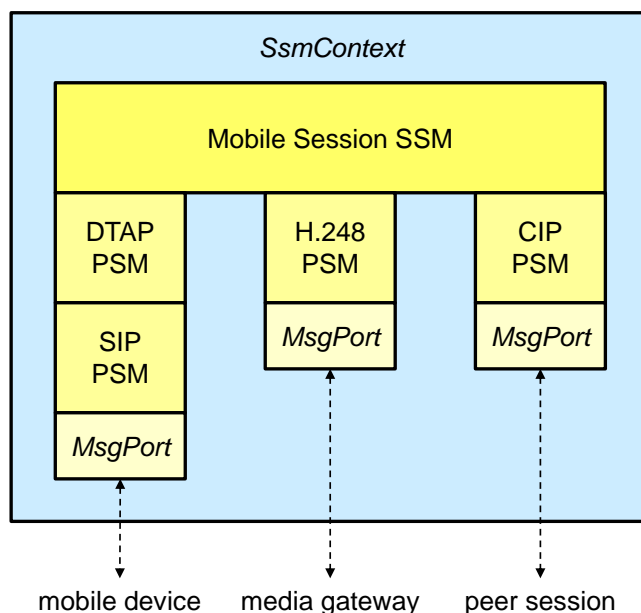 SsmContext
Mobile Session SSM
DTAP
PSM
H.248
PSM
CIP
PSM
SIP
PSM
MsgPort
MsgPort
MsgPort
mobile device
media gateway
peer session